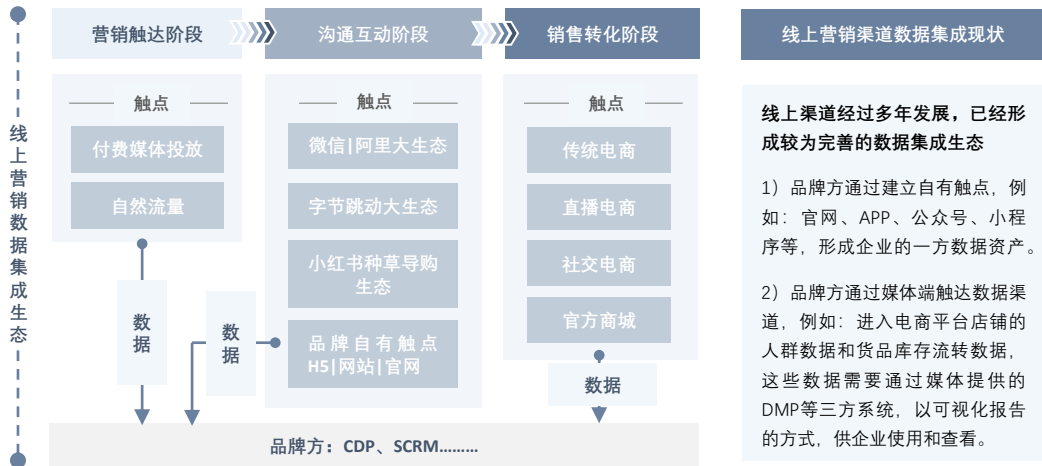 线上营销数据集成生态
营销触达阶段
沟通互动阶段
销售转化阶段
触点
付费媒体投放
自然流量
数据
触点
微信|阿里大生态
字节跳动大生态
小红书种草导购
生态
品牌自有触点
H5|网站|官网
数据
触点
传统电商
直播电商
社交电商
官方商城
数据
品牌方：CDP、SCRM………
线上营销渠道数据集成现状
线上渠道经过多年发展，已经形
成较为完善的数据集成生态
1）品牌方通过建立自有触点，例
如：官网、APP、公众号、小程
序等，形成企业的一方数据资产。
2）品牌方通过媒体端触达数据渠
道，例如：进入电商平台店铺的
人群数据和货品库存流转数据，
这些数据需要通过媒体提供的
DMP等三方系统，以可视化报告
的方式，供企业使用和查看。